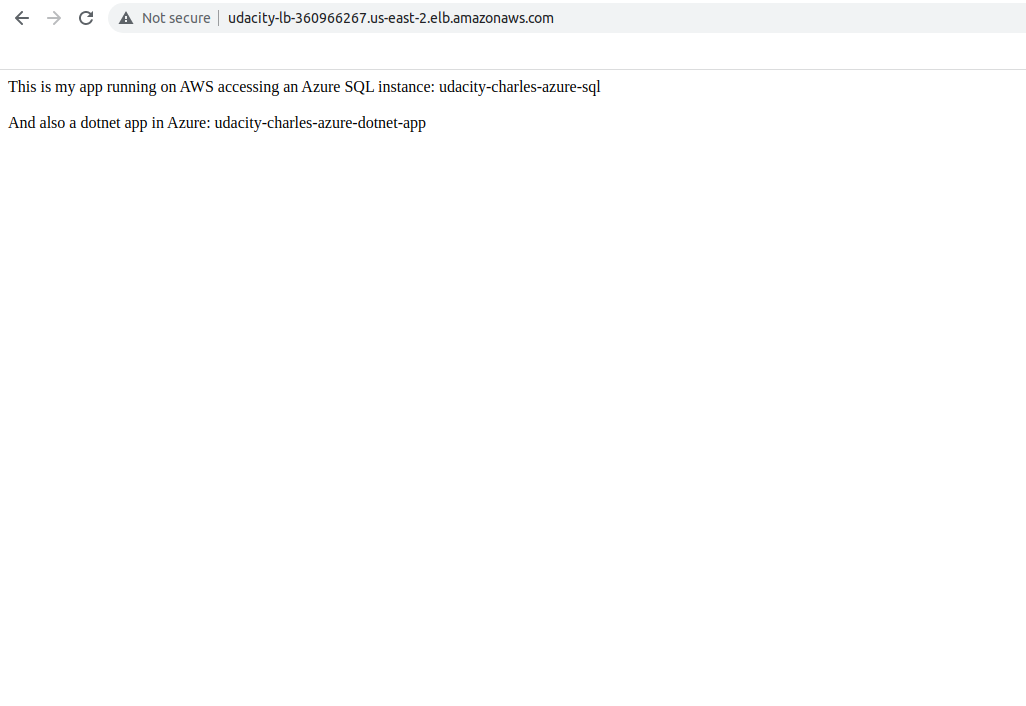 Not secure | udacity-lb-360966267.us-east-2.elb.amazonaws.com
This is my app running on AWS accessing an Azure SQL instance: udacity-charles-azure-sql
And also a dotnet app in Azure: udacity-charles-azure-dotnet-app